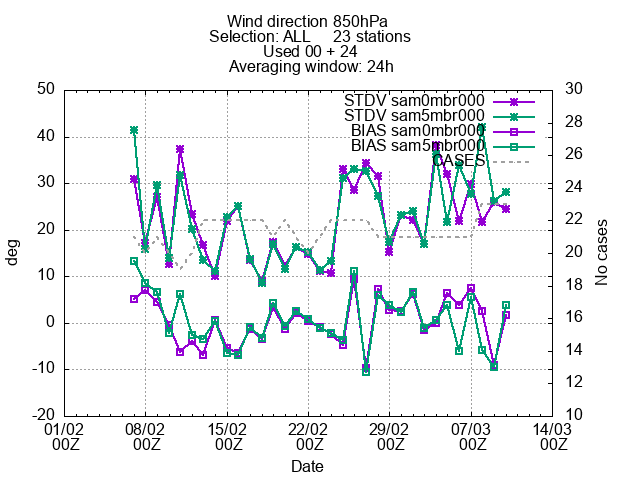 Wind direction 850hPa
Selection: ALL 23 stations
Used 00 + 24
Averaging window: 24h
50 30
40 28
30 26
20 24
10 22
0 20
-10 18
-20 16
14
12
10
STDV sam0mbr000
STDV sam5mbr000
BIAS sam0mbr000
BIAS sam5mbr000
CASES
deg
No cases
01/02 08/02 15/02 22/02 29/02 07/03 14/03
00Z 00Z 00Z 00Z 00Z 00Z 00Z
Date